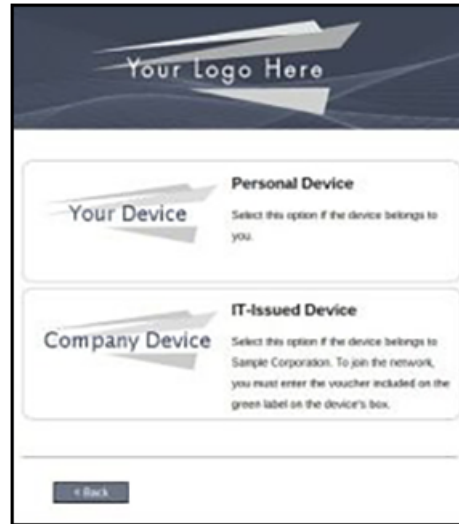 Your Logo Here
Your Device
Personal Device
Select this option if the device belongs to
you.
Company Device
IT-Issued Device
Select this option if the device belongs to
Sample Corporation. To join the network,
you must enter the voucher included on the
green label on the device's box.
< Back